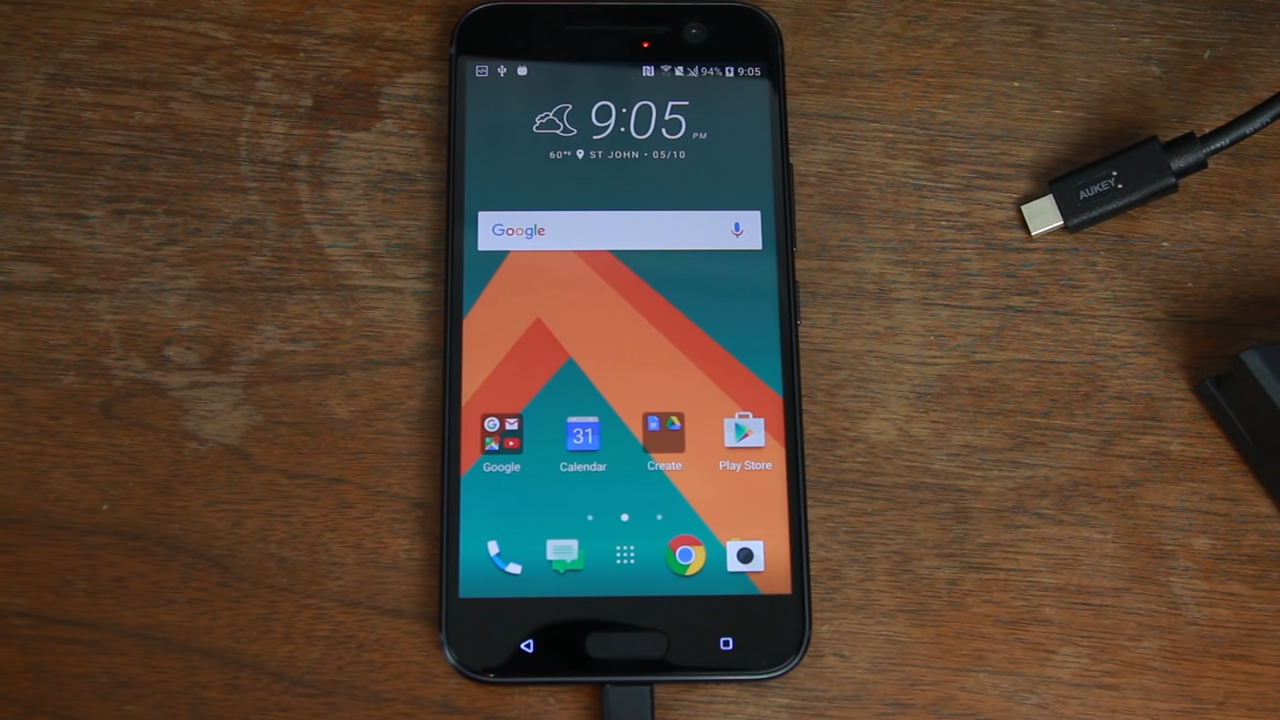 94% 9:05
9:05 PM
60°F ST JOHN • 05/10
Google
31
Google Calendar Create Play Store
AUKEY